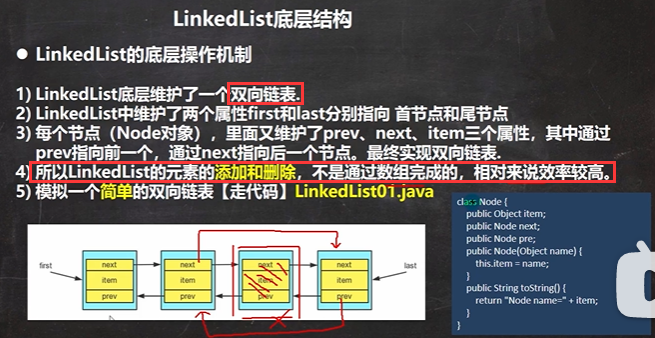 LinkedList底层结构
● LinkedList的底层操作机制
1) LinkedList底层维护了一个双向链表.
2) LinkedList中维护了两个属性first和last分别指向 首节点和尾节点
3) 每个节点（Node对象），里面又维护了prev、next、item三个属性，其中通过
prev指向前一个，通过next指向后一个节点。最终实现双向链表.
4) 所以LinkedList的元素的添加和删除，不是通过数组完成的，相对来说效率较高。
5) 模拟一个简单的双向链表【走代码】LinkedList01.java
first
next
item
prev
next
item
prev
next
item
prev
next
item
prev
last
class Node {
public Object item;
public Node next;
public Node pre;
public Node(Object name) {
this.item = name;
}
public String toString() {
return "Node name=" + item;
}
}